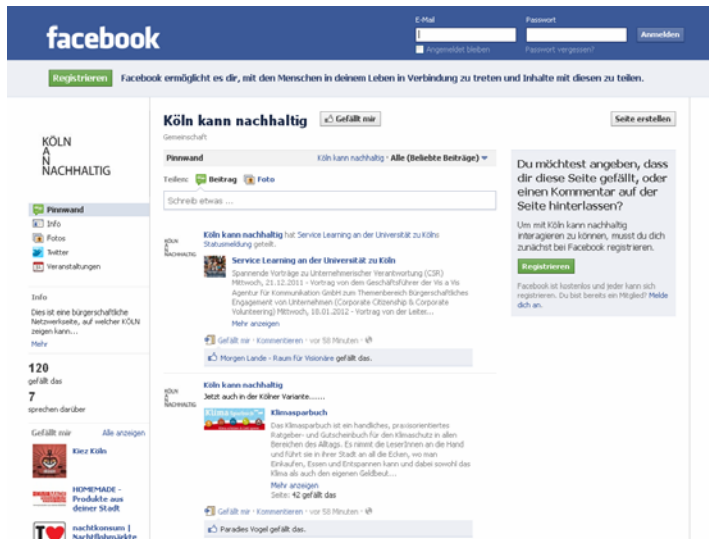 facebook
E-Mail
Passwort
Anmelden
Angemeldet bleiben
Passwort vergessen?
Registrieren
Facebook ermöglicht es dir, mit den Menschen in deinem Leben in Verbindung zu treten und Inhalte mit diesen zu teilen.
KÖLN
A
N
NACHHALTIG
Pinnwand
Info
Fotos
Twitter
Veranstaltungen
Info
Dies ist eine bürgerschaftliche
Netzwerkseite, auf welcher KÖLN
zeigen kann...
Mehr
120
gefällt das
7
sprechen darüber
Gefällt mir
Alle anzeigen
Kiez Köln
HOMEMADE -
Produkte aus
deiner Stadt
nachtkonsum |
Nachtflohmärkte
Köln kann nachhaltig
Gefällt mir
Gemeinschaft
Pinnwand
Köln kann nachhaltig · Alle (Beliebte Beiträge)
Teilen:
Beitrag
Foto
Schreib etwas ...
KÖLN
NACHHALTIG
Köln kann nachhaltig hat Service Learning an der Universität zu Kölns
Statusmeldung geteilt.
Service Learning an der Universität zu Köln
Spannende Vorträge zu Unternehmerischer Verantwortung (CSR)
Mittwoch, 21.12.2011 - Vortrag von dem Geschäftsführer der Vis a Vis
Agentur für Kommunikation GmbH zum Themenbereich Bürgerschaftliches
Engagement von Unternehmen (Corporate Citizenship & Corporate
Volunteering) Mittwoch, 18.01.2012 - Vortrag von der Leiter...
Mehr anzeigen
Gefällt mir · Kommentieren · vor 58 Minuten ·
Morgen Lande - Raum für Visionäre gefällt das.
KÖLN
NACHHALTIG
Köln kann nachhaltig
Jetzt auch in der Kölner Variante......
Klima
Klimasparbuch
Das Klimasparbuch ist ein handliches, praxisorientiertes
Ratgeber- und Gutscheinbuch für den Klimaschutz in allen
Bereichen des Alltags. Es nimmt die LeserInnen an die Hand
und führt sie in ihrer Stadt an all die Ecken, wo man
Einkaufen, Essen und Entspannen kann und dabei sowohl das
Klima als auch den eigenen Geldbeut...
Mehr anzeigen
Seite: 42 gefällt das
Gefällt mir · Kommentieren · vor 58 Minuten ·
Paradies Vogel gefällt das.
Seite erstellen
Du möchtest angeben, dass
dir diese Seite gefällt, oder
einen Kommentar auf der
Seite hinterlassen?
Um mit Köln kann nachhaltig
interagieren zu können, musst du dich
zunächst bei Facebook registrieren.
Registrieren
Facebook ist kostenlos und jeder kann sich
registrieren. Du bist bereits ein Mitglied? Melde
dich an.